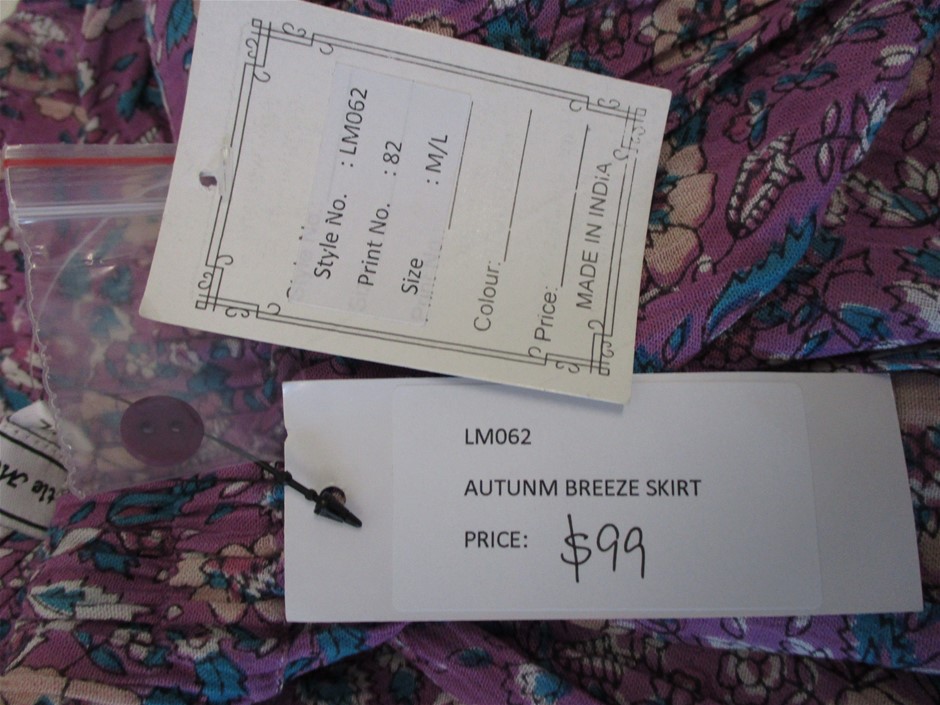 Style No. : LM062
Print No. : 82
Size : M/L
Colour:
Price:
MADE IN INDIA
LM062
AUTUNM BREEZE SKIRT
PRICE: $99